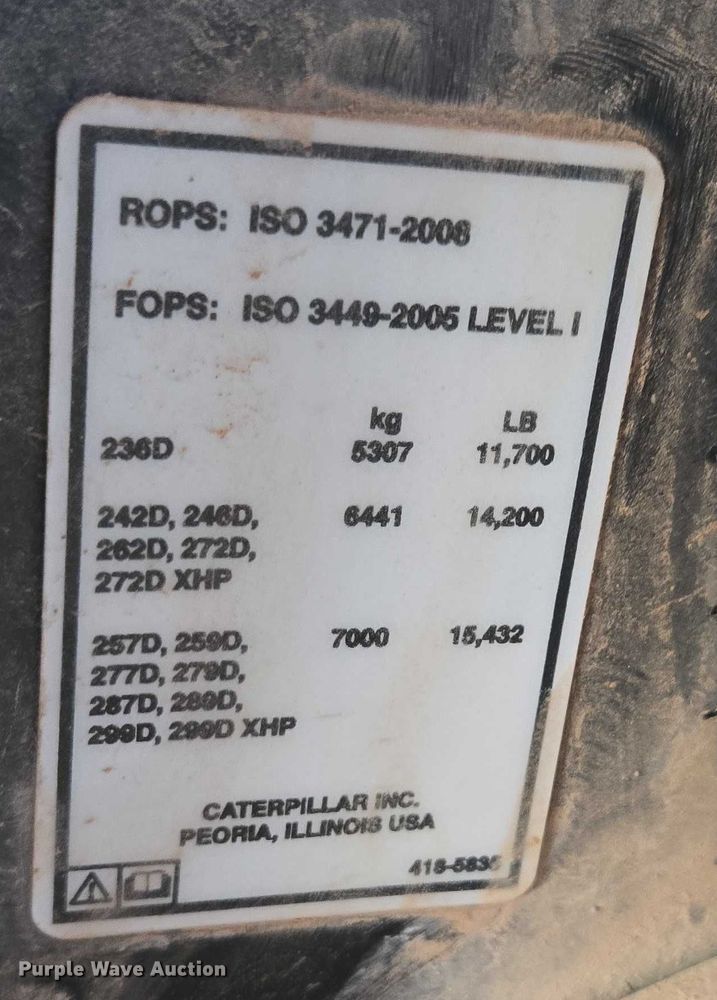 ROPS: ISO 3471-2008
FOPS: ISO 3449-2005 LEVEL I
kg LB
236D 5307 11,700
242D, 246D, 6441 14,200
262D, 272D,
272D XHP
257D, 259D, 7000 15,432
277D, 279D,
287D, 289D,
299D, 299D XHP
CATERPILLAR INC.
PEORIA, ILLINOIS USA
Purple Wave Auction